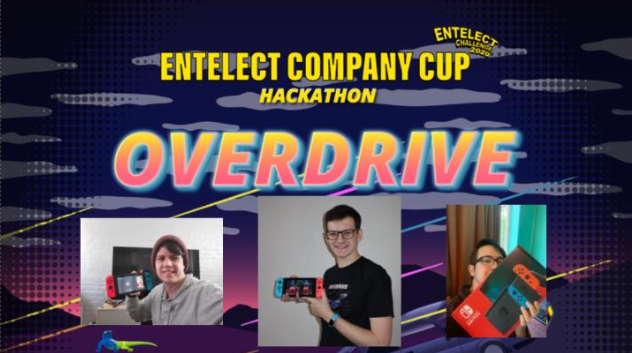 ENTELECT
CHALLENGE
2020
ENTELECT COMPANY CUP
HACKATHON
OVERDRIVE